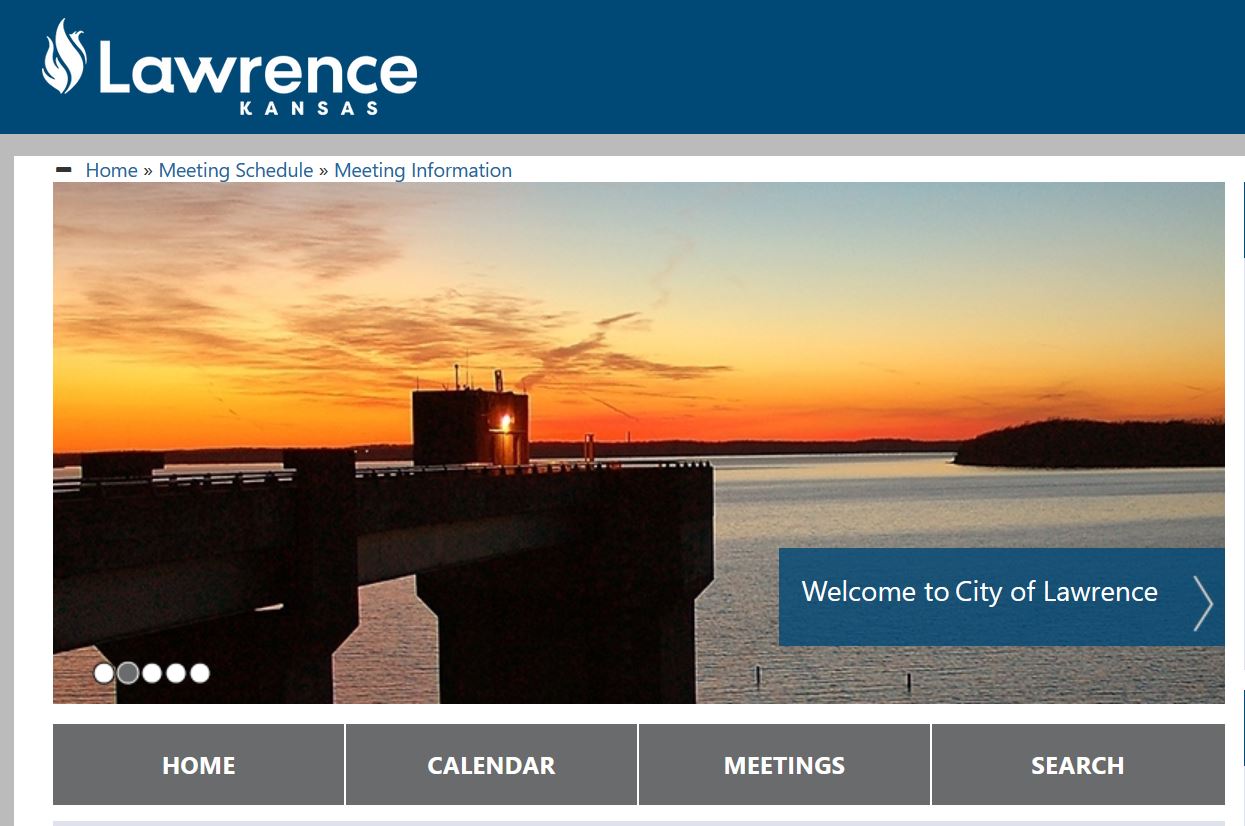 Lawrence
KANSAS
Home » Meeting Schedule » Meeting Information
Welcome to City of Lawrence
HOME
CALENDAR
MEETINGS
SEARCH